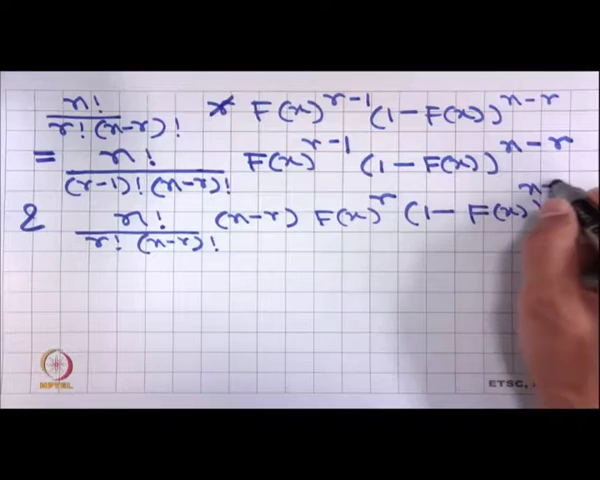 n!/r!(n-r)! r F(x)^{r-1} (1-F(x))^{n-r}
= n!/(r-1)!(n-r)! F(x)^{r-1} (1-F(x))^{n-r}
& n!/r!(n-r)! (n-r) F(x)^r (1-F(x)^{n-
NPTEL
ETSC,